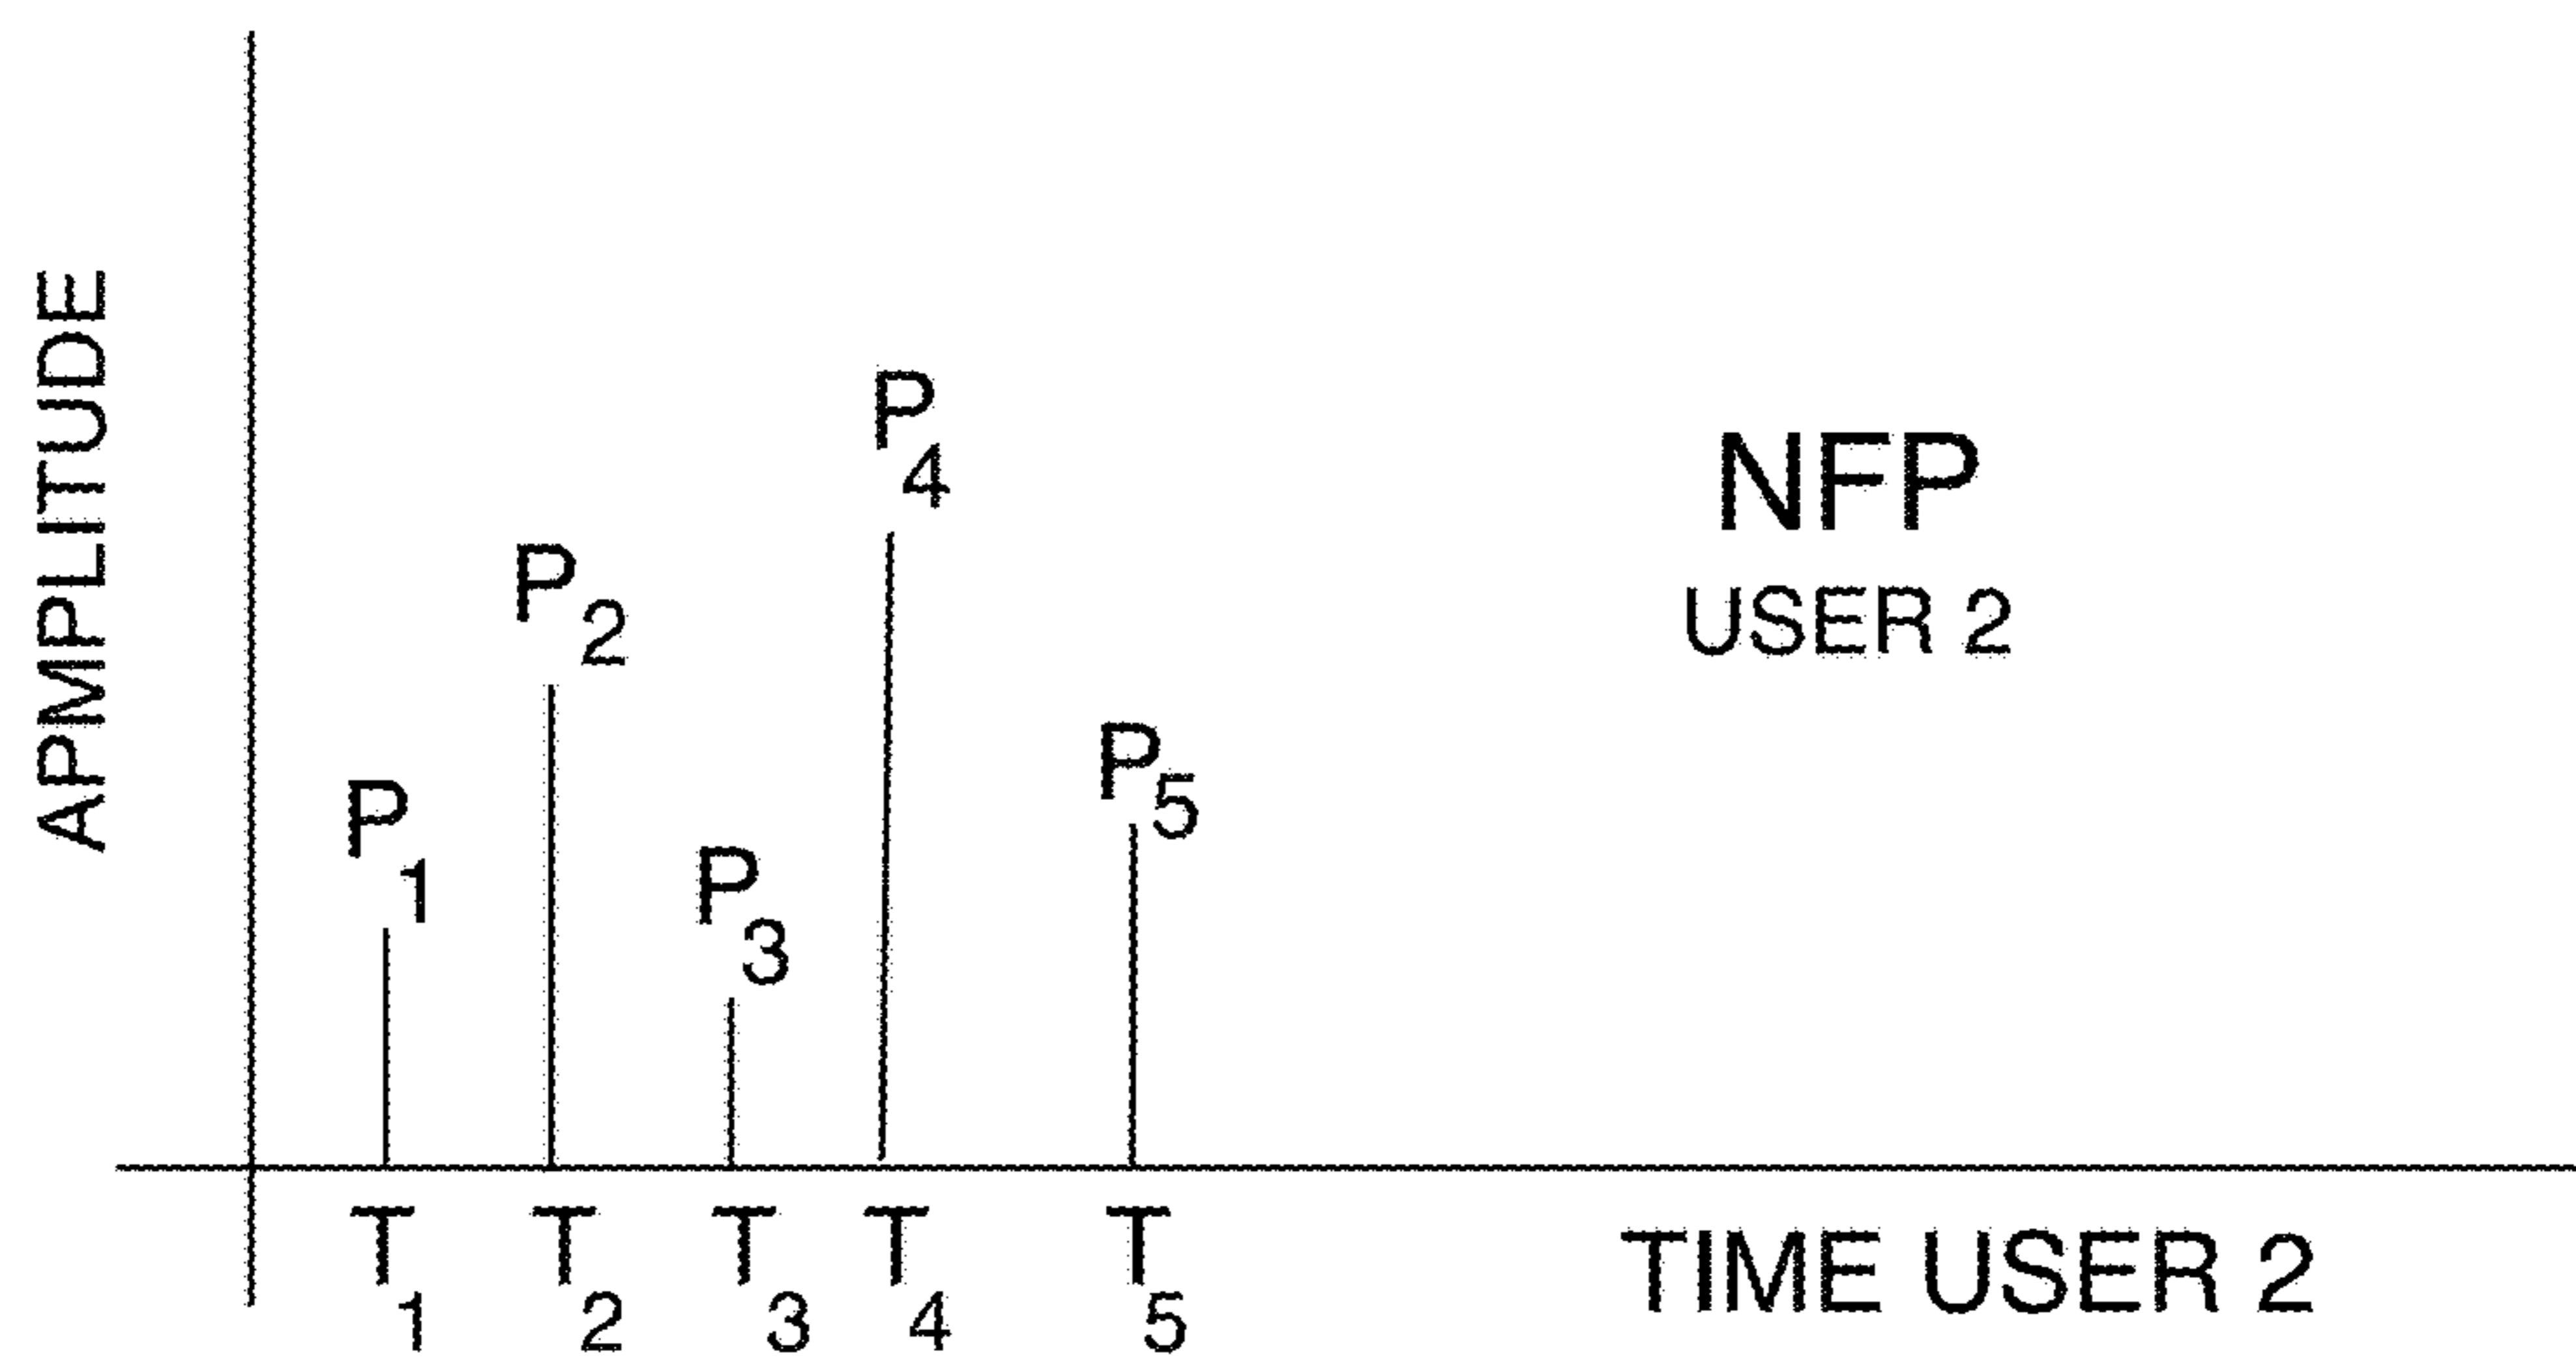 APMPLITUDE
P4
NFP
P2
USER 2
P5
P1
P3
T1 T2 T3 T4 T5
TIME USER 2